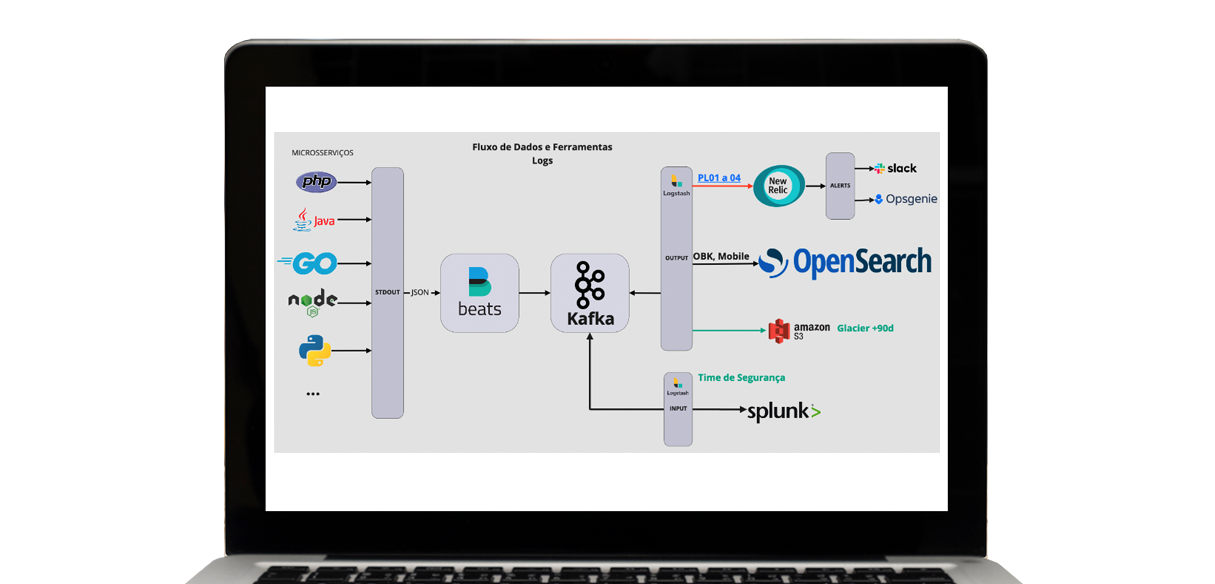 Fluxo de Dados e Ferramentas
Logs
MICROSSERVIÇOS
php
Java
GO
node
JS
...
STDOUT
JSON
beats
Kafka
Logstash
OUTPUT
PL01 a 04
New
Relic
ALERTS
slack
Opsgenie
OBK, Mobile
OpenSearch
amazon
S3
Glacier +90d
Logstash
INPUT
Time de Segurança
splunk>